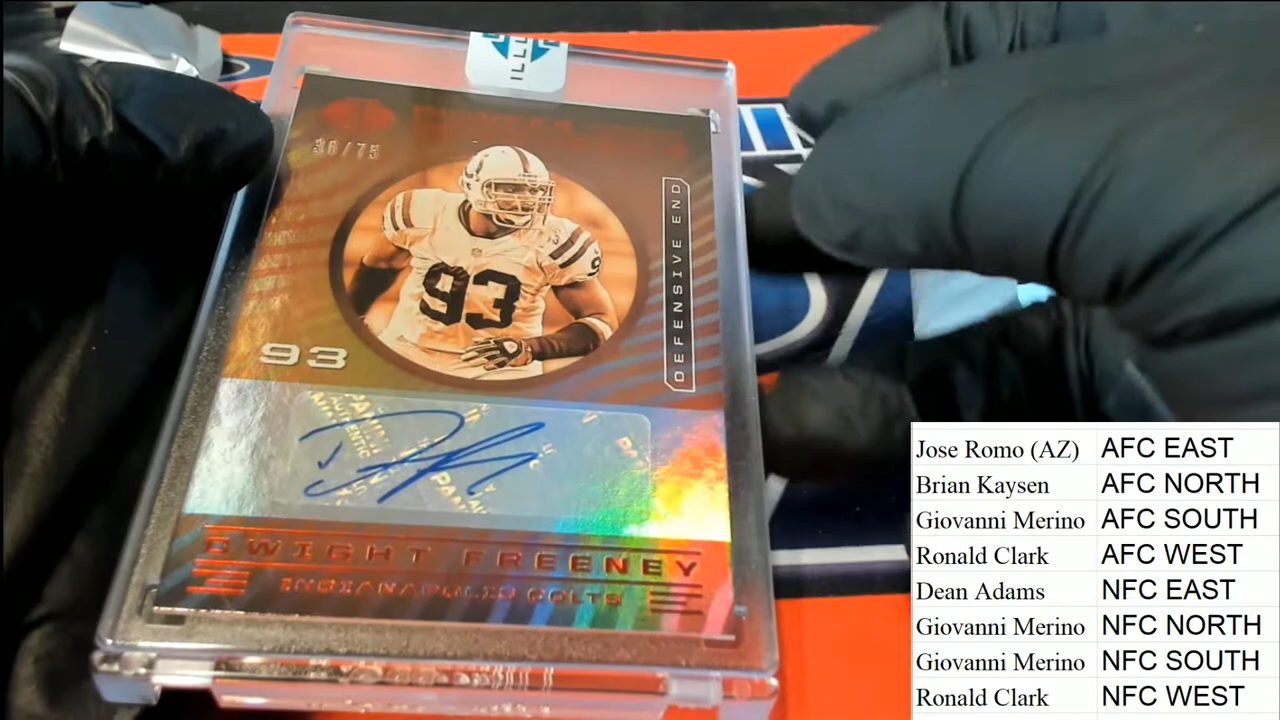 ILLU
36/75
DEFENSIVE END
93
93
DWIGHT FREENEY
INDIANAPOLIS COLTS
Jose Romo (AZ) AFC EAST
Brian Kaysen AFC NORTH
Giovanni Merino AFC SOUTH
Ronald Clark AFC WEST
Dean Adams NFC EAST
Giovanni Merino NFC NORTH
Giovanni Merino NFC SOUTH
Ronald Clark NFC WEST